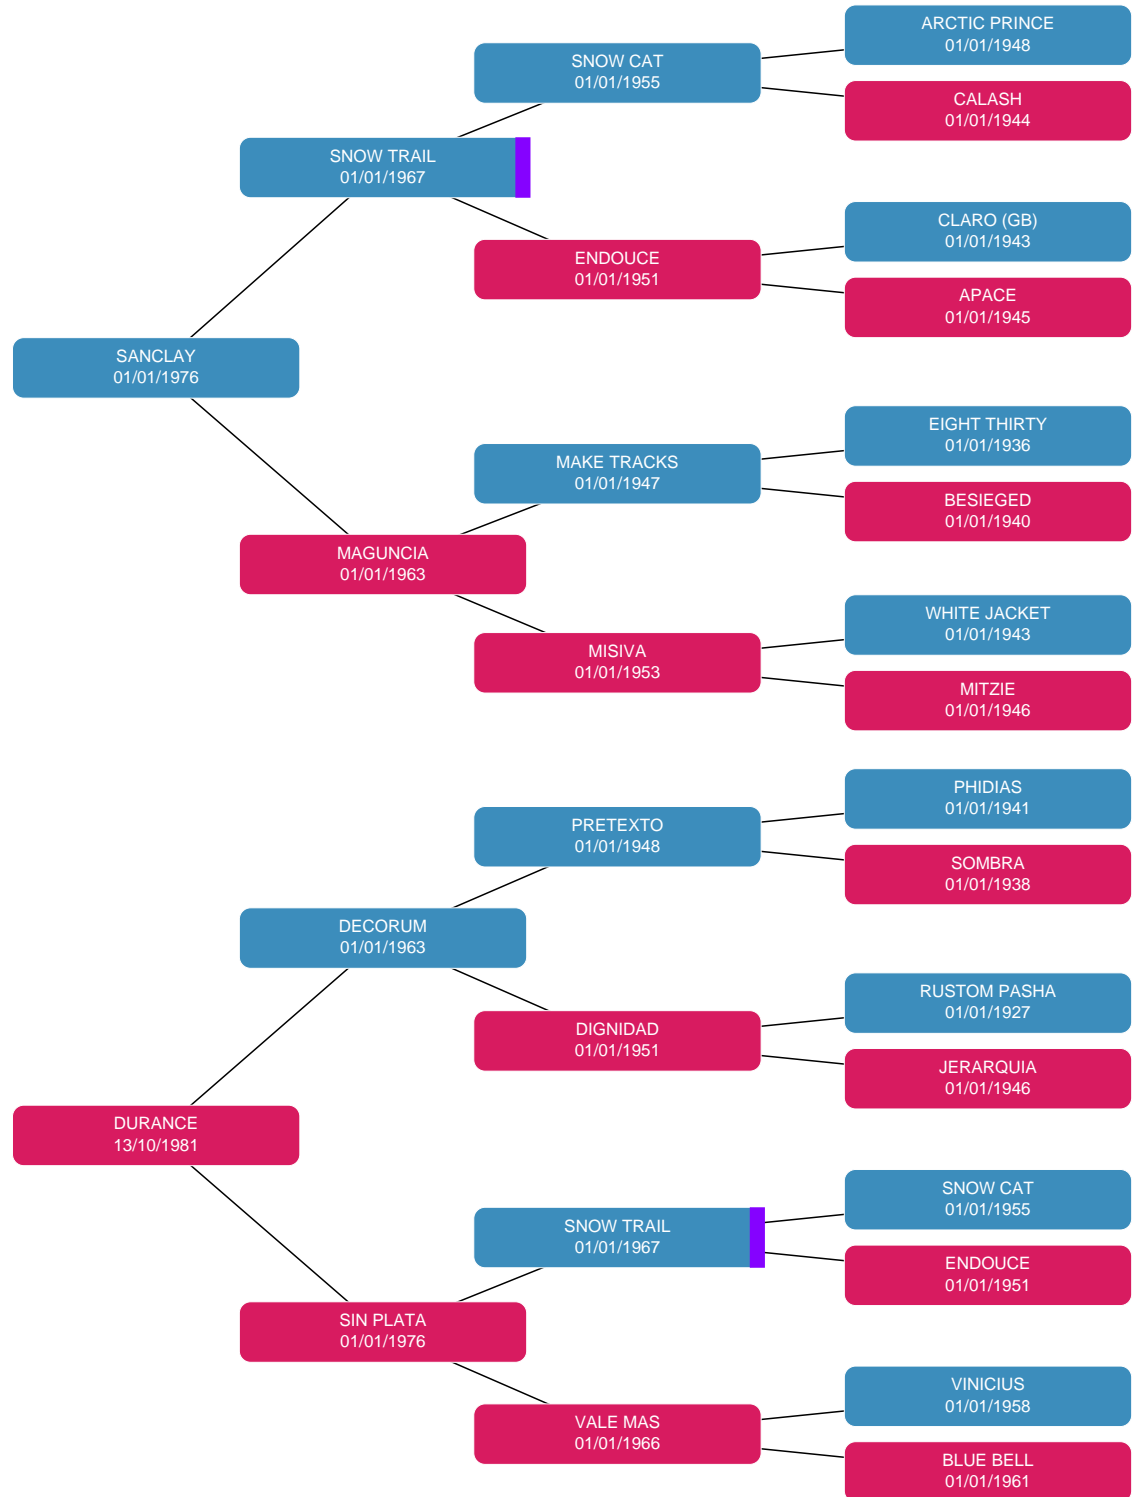 ARCTIC PRINCE
01/01/1948
SNOW CAT
01/01/1955
CALASH
01/01/1944
SNOW TRAIL
01/01/1967
CLARO (GB)
01/01/1943
ENDOUCE
01/01/1951
APACE
01/01/1945
SANCLAY
01/01/1976
EIGHT THIRTY
01/01/1936
MAKE TRACKS
01/01/1947
BESIEGED
01/01/1940
MAGUNCIA
01/01/1963
WHITE JACKET
01/01/1943
MISIVA
01/01/1953
MITZIE
01/01/1946
PHIDIAS
01/01/1941
PRETEXTO
01/01/1948
SOMBRA
01/01/1938
DECORUM
01/01/1963
RUSTOM PASHA
01/01/1927
DIGNIDAD
01/01/1951
JERARQUIA
01/01/1946
DURANCE
13/10/1981
SNOW CAT
01/01/1955
SNOW TRAIL
01/01/1967
ENDOUCE
01/01/1951
SIN PLATA
01/01/1976
VINICIUS
01/01/1958
VALE MAS
01/01/1966
BLUE BELL
01/01/1961